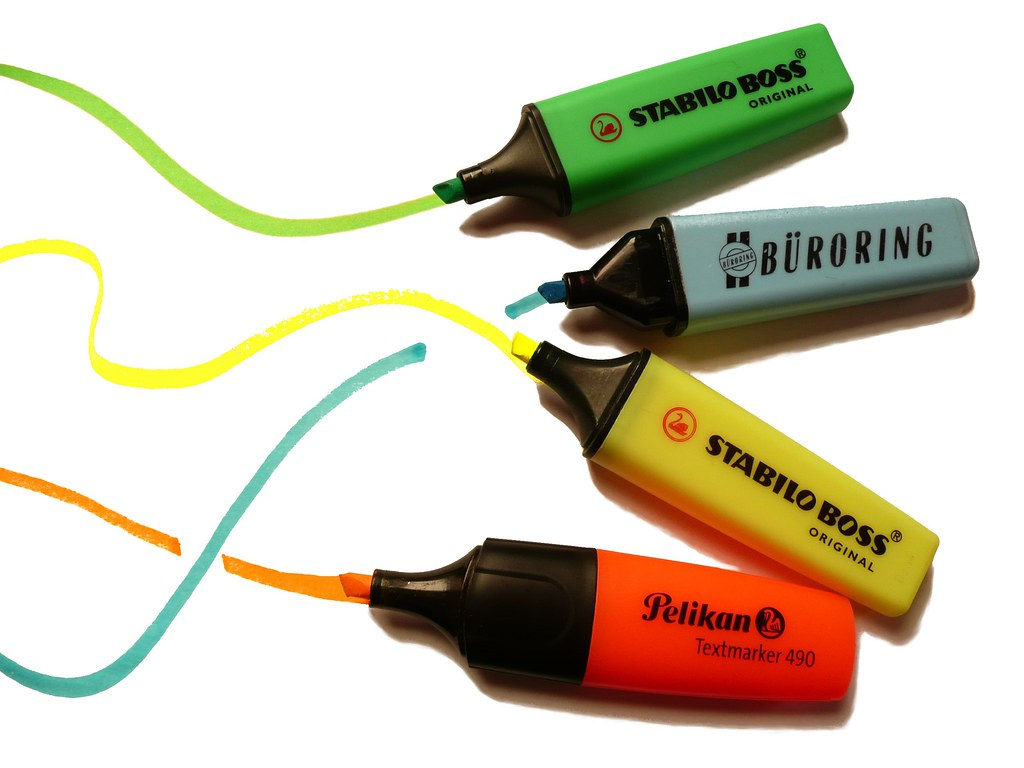 STABILO BOSS®
ORIGINAL
BÜRORING
BÜRORING
STABILO BOSS®
ORIGINAL
Pelikan
Textmarker 490